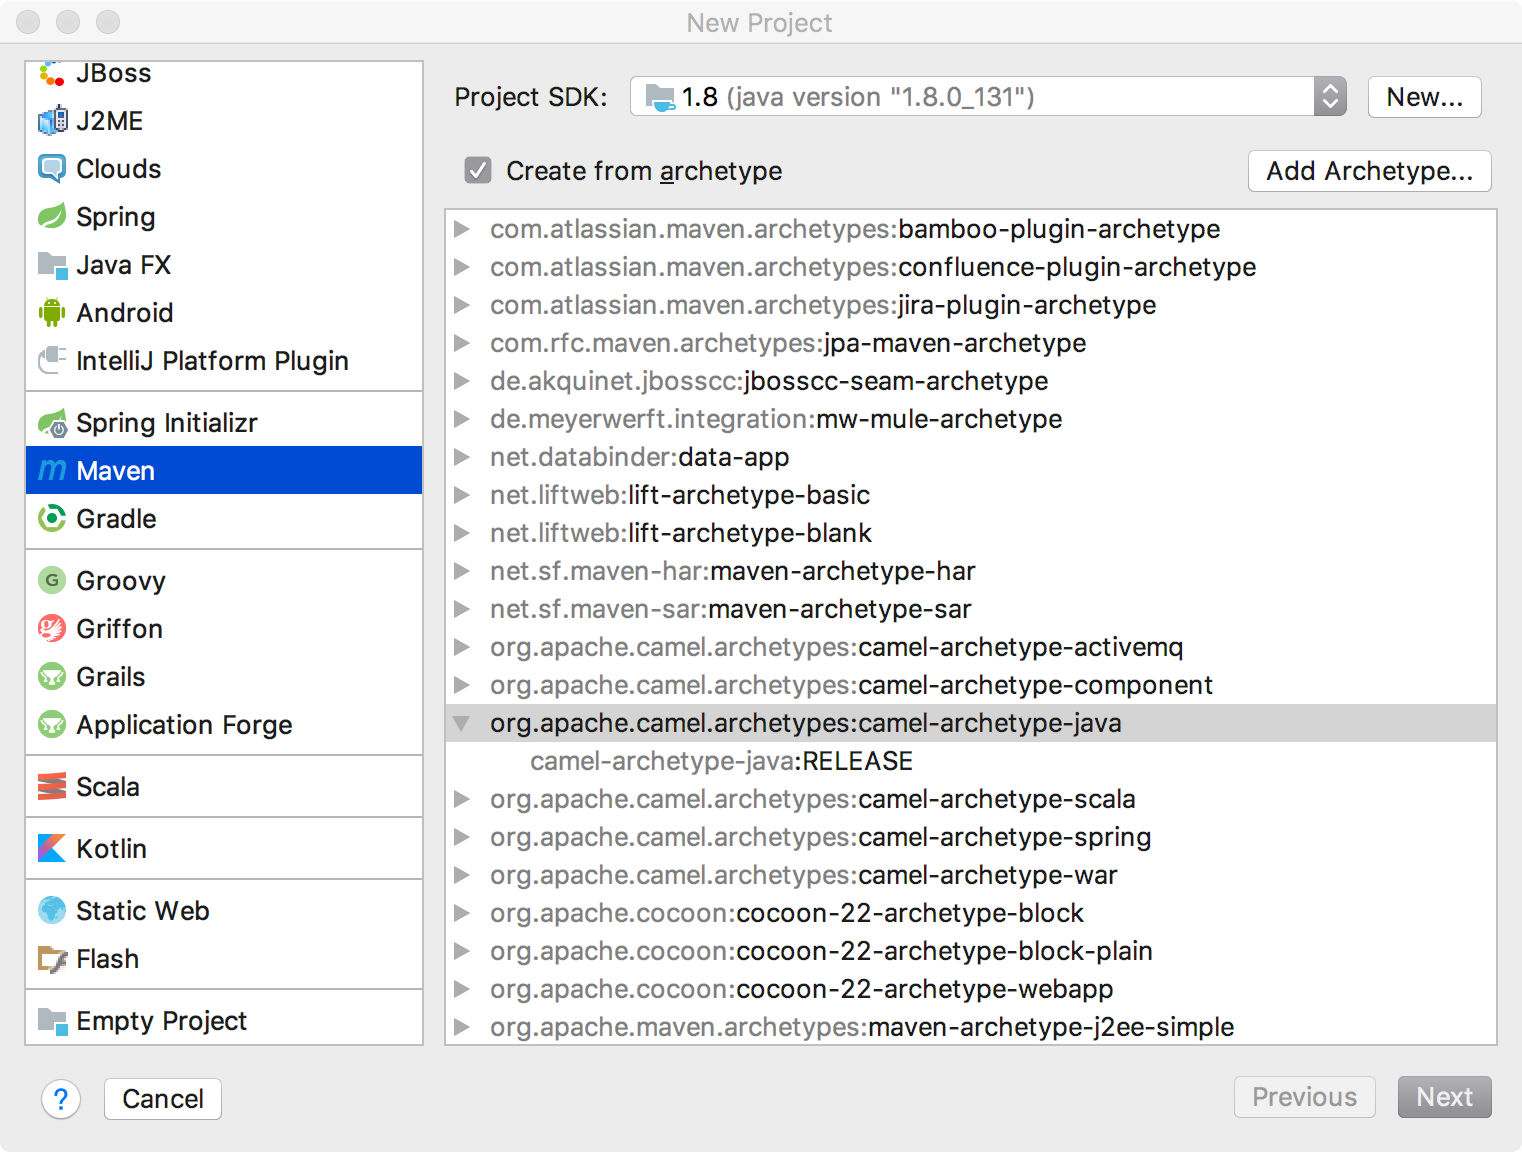 New Project
JBoss
J2ME
Clouds
Spring
Java FX
Android
IntelliJ Platform Plugin
Spring Initializr
m Maven
Gradle
G Groovy
Griffon
Grails
Application Forge
Scala
Kotlin
Static Web
Flash
Empty Project
Project SDK: 1.8 (java version "1.8.0_131") New...
Create from archetype Add Archetype...
com.atlassian.maven.archetypes:bamboo-plugin-archetype
com.atlassian.maven.archetypes:confluence-plugin-archetype
com.atlassian.maven.archetypes:jira-plugin-archetype
com.rfc.maven.archetypes:jpa-maven-archetype
de.akquinet.jbosscc:jbosscc-seam-archetype
de.meyerwerft.integration:mw-mule-archetype
net.databinder:data-app
net.liftweb:lift-archetype-basic
net.liftweb:lift-archetype-blank
net.sf.maven-har:maven-archetype-har
net.sf.maven-sar:maven-archetype-sar
org.apache.camel.archetypes:camel-archetype-activemq
org.apache.camel.archetypes:camel-archetype-component
org.apache.camel.archetypes:camel-archetype-java
camel-archetype-java:RELEASE
org.apache.camel.archetypes:camel-archetype-scala
org.apache.camel.archetypes:camel-archetype-spring
org.apache.camel.archetypes:camel-archetype-war
org.apache.cocoon:cocoon-22-archetype-block
org.apache.cocoon:cocoon-22-archetype-block-plain
org.apache.cocoon:cocoon-22-archetype-webapp
org.apache.maven.archetypes:maven-archetype-j2ee-simple
? Cancel Previous Next